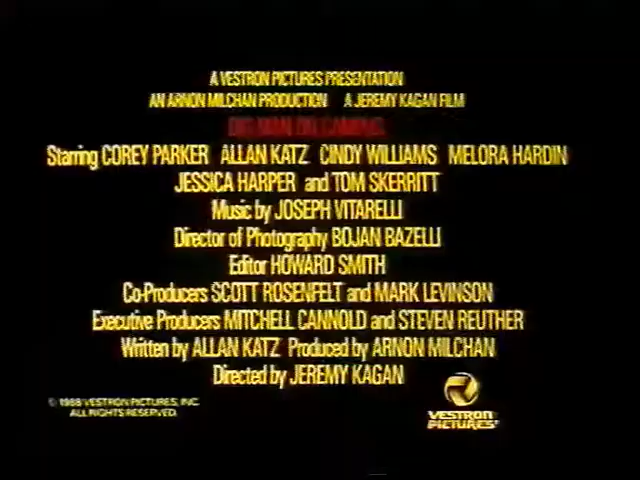 A VESTRON PICTURES PRESENTATION
AN ARNON MILCHAN PRODUCTION A JEREMY KAGAN FILM
BIG MAN ON CAMPUS
Starring COREY PARKER ALLAN KATZ CINDY WILLIAMS MELORA HARDIN
JESSICA HARPER and TOM SKERRITT
Music by JOSEPH VITARELLI
Director of Photography BOJAN BAZELLI
Editor HOWARD SMITH
Co-Producers SCOTT ROSENFELT and MARK LEVINSON
Executive Producers MITCHELL CANNOLD and STEVEN REUTHER
Written by ALLAN KATZ Produced by ARNON MILCHAN
Directed by JEREMY KAGAN
© 1988 VESTRON PICTURES, INC.
ALL RIGHTS RESERVED.
VESTRON
PICTURES